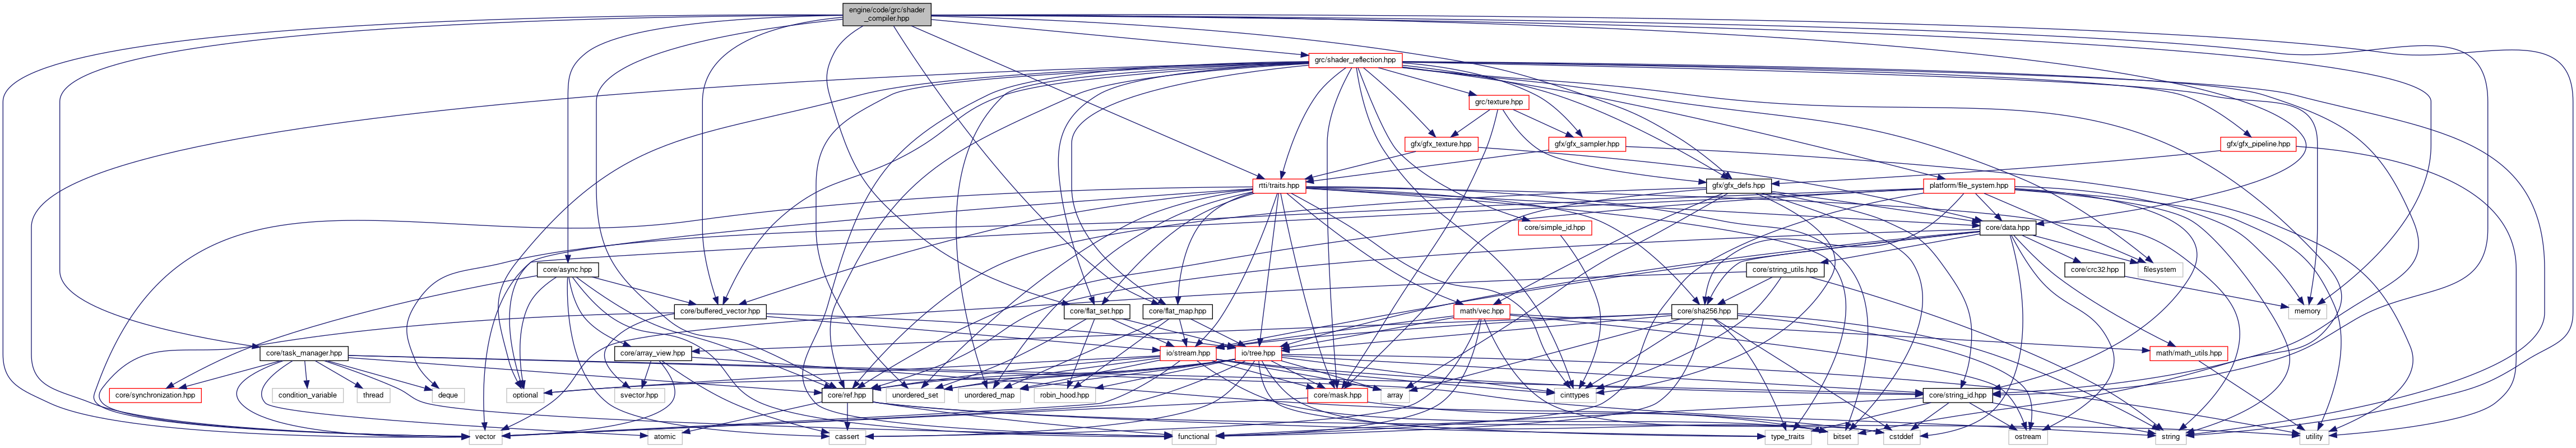 engine/code/grc/shader
_compiler.hpp
grc/shader_reflection.hpp
grc/texture.hpp
gfx/gfx_texture.hpp
gfx/gfx_sampler.hpp
gfx/gfx_pipeline.hpp
rtti/traits.hpp
gfx/gfx_defs.hpp
platform/file_system.hpp
core/simple_id.hpp
core/data.hpp
core/async.hpp
core/string_utils.hpp
core/crc32.hpp
filesystem
core/buffered_vector.hpp
core/flat_set.hpp
core/flat_map.hpp
math/vec.hpp
core/sha256.hpp
memory
core/task_manager.hpp
core/array_view.hpp
io/stream.hpp
io/tree.hpp
math/math_utils.hpp
core/synchronization.hpp
condition_variable
thread
deque
optional
svector.hpp
core/ref.hpp
unordered_set
unordered_map
robin_hood.hpp
core/mask.hpp
array
cinttypes
core/string_id.hpp
vector
atomic
cassert
functional
type_traits
bitset
cstddef
ostream
string
utility